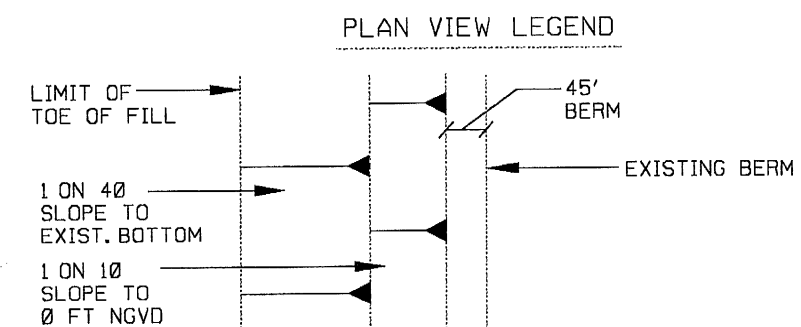 PLAN VIEW LEGEND
LIMIT OF
TOE OF FILL
45'
BERM
EXISTING BERM
1 ON 40
SLOPE TO
EXIST. BOTTOM
1 ON 10
SLOPE TO
0 FT NGVD